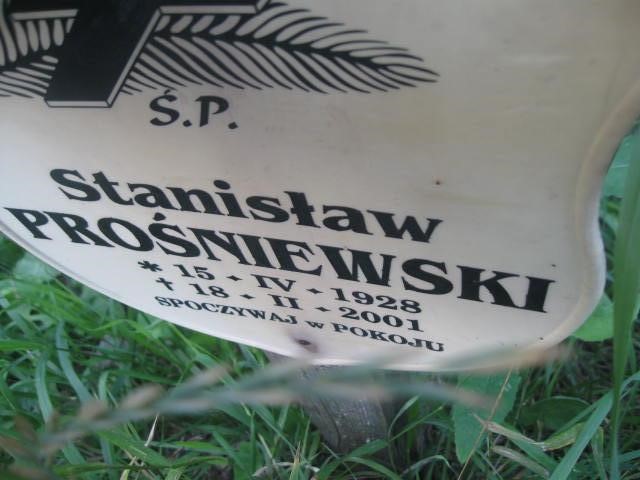 Ś.P.
Stanisław
PROŚNIEWSKI
* 15 • IV • 1928
† 18 • II • 2001
SPOCZYWAJ w POKOJU